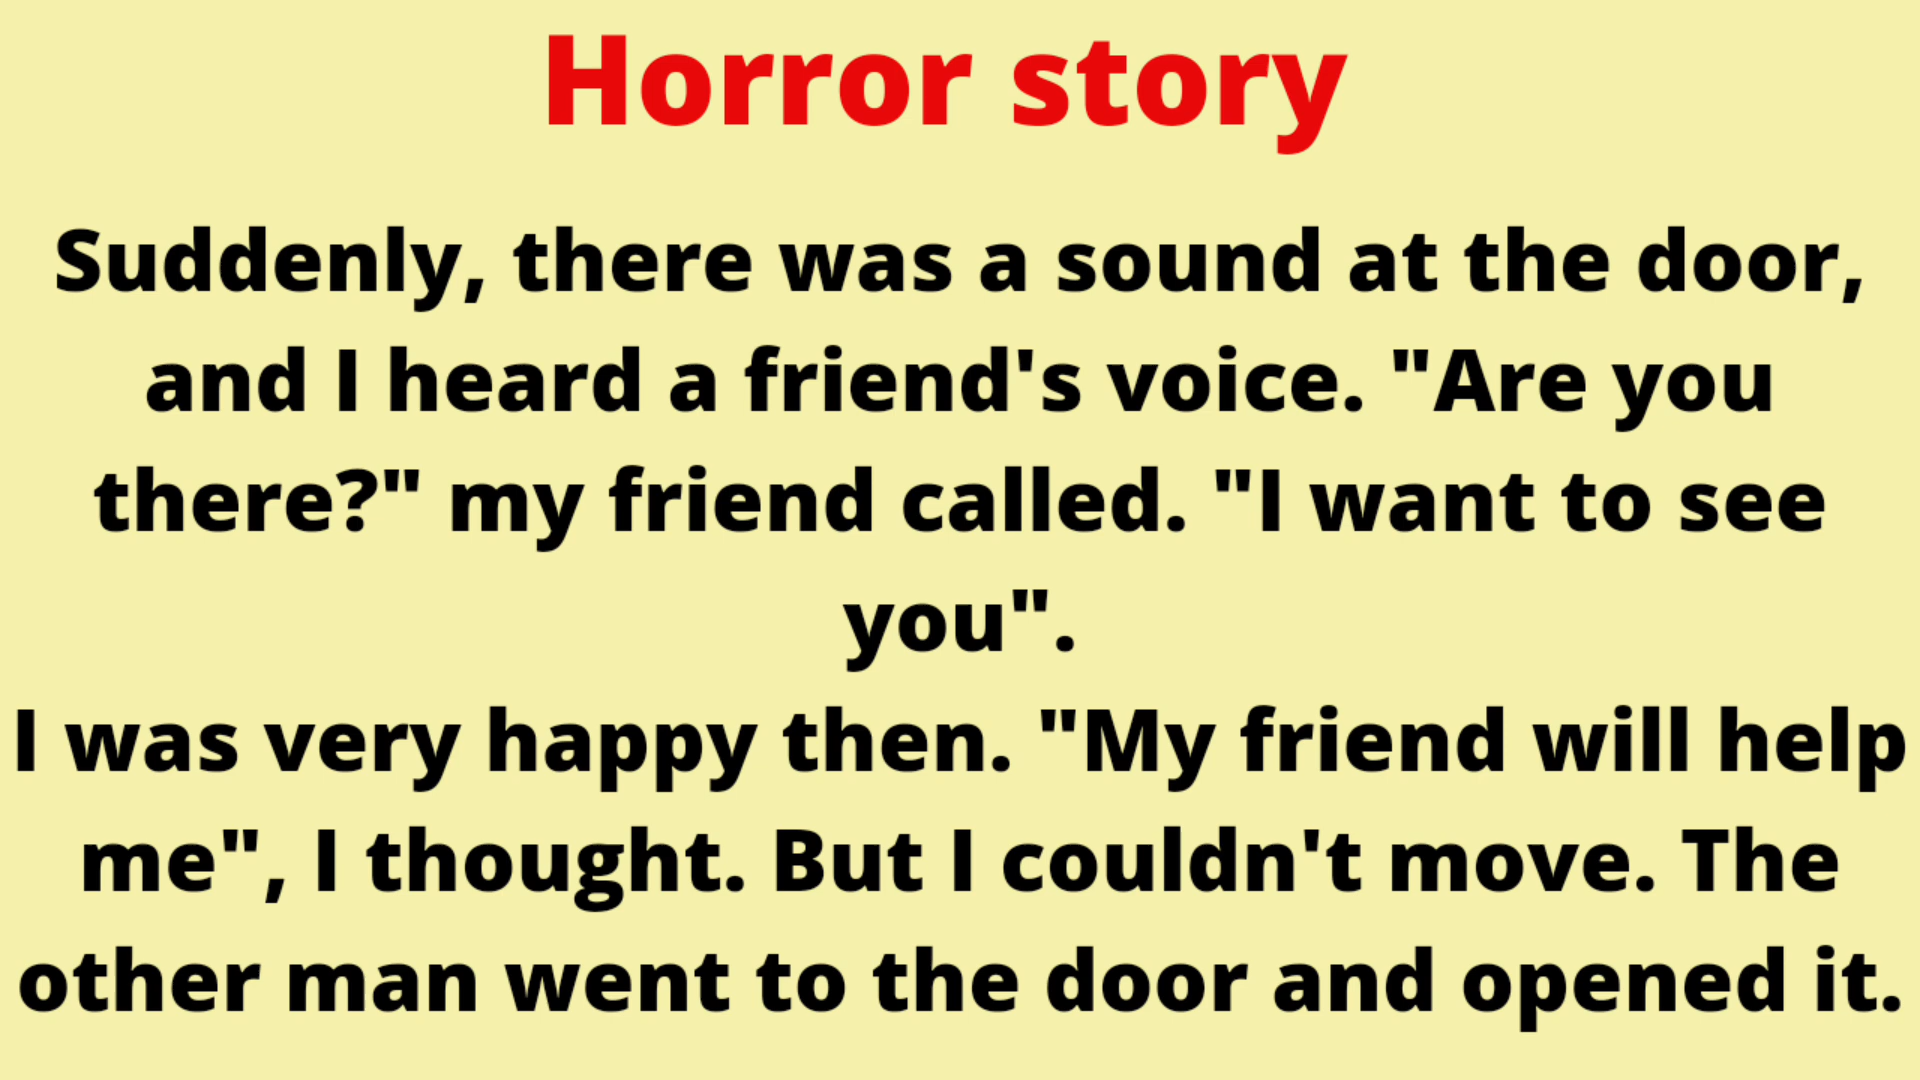 Horror story
Suddenly, there was a sound at the door,
and I heard a friend's voice. "Are you
there?" my friend called. "I want to see
you".
I was very happy then. "My friend will help
me", I thought. But I couldn't move. The
other man went to the door and opened it.